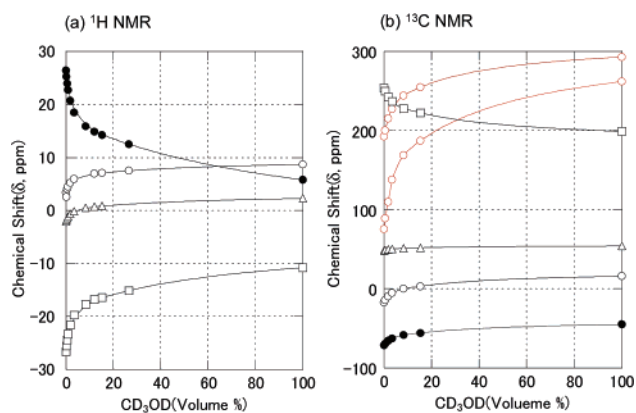 (a) ¹H NMR
(b) ¹³C NMR
30
20
10
0
-10
-20
-30
Chemical Shift(δ, ppm)
0 20 40 60 80 100
CD₃OD(Volume %)
300
200
100
0
-100
Chemical Shift(δ, ppm)
0 20 40 60 80 100
CD₃OD(Volueme %)